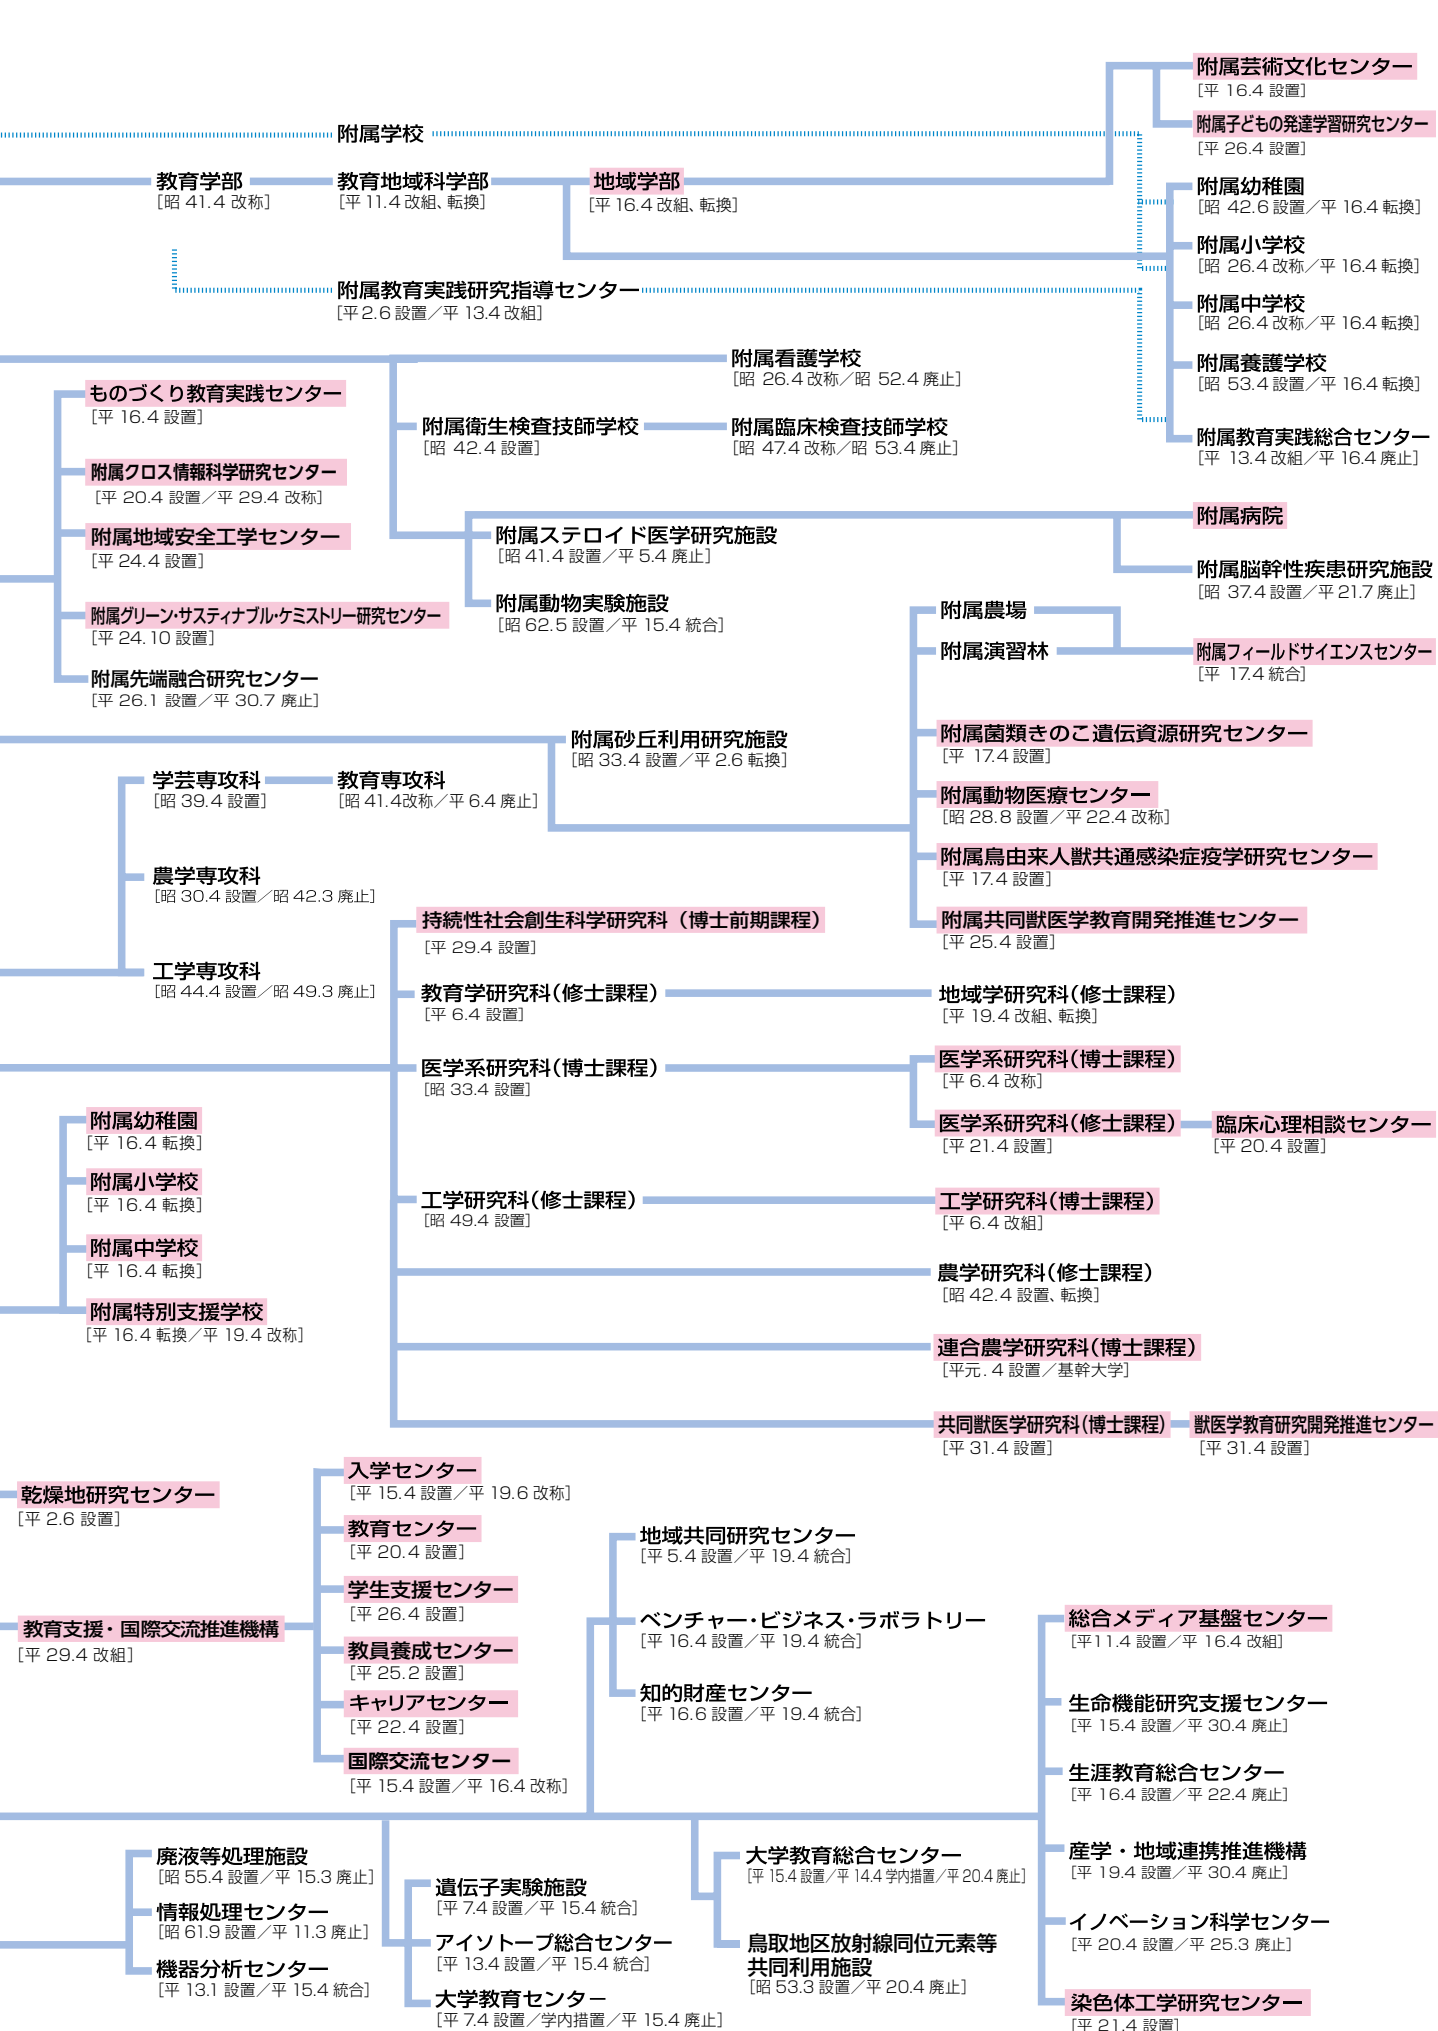 附属芸術文化センター
［平 16.4 設置］
附属子どもの発達学習研究センター
［平 26.4 設置］
附属学校
教育学部
［昭 41.4 改称］
教育地域科学部
［平 11.4 改組、転換］
地域学部
［平 16.4 改組、転換］
附属幼稚園
［昭 42.6 設置／平 16.4 転換］
附属小学校
［昭 26.4 改称／平 16.4 転換］
附属教育実践研究指導センター
［平 2.6 設置／平 13.4 改組］
附属中学校
［昭 26.4 改称／平 16.4 転換］
附属養護学校
［昭 53.4 設置／平 16.4 転換］
附属教育実践総合センター
［平 13.4 改組／平 16.4 廃止］
附属看護学校
［昭 26.4 改称／昭 52.4 廃止］
附属衛生検査技師学校
［昭 42.4 設置］
附属臨床検査技師学校
［昭 47.4 改称／昭 53.4 廃止］
ものづくり教育実践センター
［平 16.4 設置］
附属クロス情報科学研究センター
［平 20.4 設置／平 29.4 改称］
附属地域安全工学センター
［平 24.4 設置］
附属グリーン・サスティナブル・ケミストリー研究センター
［平 24.10 設置］
附属先端融合研究センター
［平 26.1 設置／平 30.7 廃止］
附属ステロイド医学研究施設
［昭 41.4 設置／平 5.4 廃止］
附属動物実験施設
［昭 62.5 設置／平 15.4 統合］
附属病院
附属脳幹性疾患研究施設
［昭 37.4 設置／平21.7 廃止］
附属農場
附属演習林
附属フィールドサイエンスセンター
［平 17.4 統合］
附属砂丘利用研究施設
［昭 33.4 設置／平 2.6 転換］
附属菌類きのこ遺伝資源研究センター
［平 17.4 設置］
附属動物医療センター
［昭 28.8 設置／平 22.4 改称］
附属鳥由来人獣共通感染症疫学研究センター
［平 17.4 設置］
附属共同獣医学教育開発推進センター
［平 25.4 設置］
学芸専攻科
［昭 39.4 設置］
教育専攻科
［昭 41.4改称／平 6.4 廃止］
農学専攻科
［昭 30.4 設置／昭 42.3 廃止］
工学専攻科
［昭 44.4 設置／昭 49.3 廃止］
持続性社会創生科学研究科（博士前期課程）
［平 29.4 設置］
教育学研究科（修士課程）
［平 6.4 設置］
地域学研究科（修士課程）
［平 19.4 改組、転換］
医学系研究科（博士課程）
［昭 33.4 設置］
医学系研究科（博士課程）
［平 6.4 改称］
医学系研究科（修士課程）
［平 21.4 設置］
臨床心理相談センター
［平 20.4 設置］
工学研究科（修士課程）
［昭 49.4 設置］
工学研究科（博士課程）
［平 6.4 改組］
農学研究科（修士課程）
［昭 42.4 設置、転換］
連合農学研究科（博士課程）
［平元．4 設置／基幹大学］
共同獣医学研究科（博士課程）
［平 31.4 設置］
獣医学教育研究開発推進センター
［平 31.4 設置］
附属幼稚園
［平 16.4 転換］
附属小学校
［平 16.4 転換］
附属中学校
［平 16.4 転換］
附属特別支援学校
［平 16.4 転換／平 19.4 改称］
乾燥地研究センター
［平 2.6 設置］
教育支援・国際交流推進機構
［平 29.4 改組］
入学センター
［平 15.4 設置／平 19.6 改称］
教育センター
［平 20.4 設置］
学生支援センター
［平 26.4 設置］
教員養成センター
［平 25.2 設置］
キャリアセンター
［平 22.4 設置］
国際交流センター
［平 15.4 設置／平 16.4 改称］
地域共同研究センター
［平 5.4 設置／平 19.4 統合］
ベンチャー・ビジネス・ラボラトリー
［平 16.4 設置／平 19.4 統合］
知的財産センター
［平 16.6 設置／平 19.4 統合］
総合メディア基盤センター
［平11.4 設置／平 16.4 改組］
生命機能研究支援センター
［平 15.4 設置／平 30.4 廃止］
生涯教育総合センター
［平 16.4 設置／平 22.4 廃止］
産学・地域連携推進機構
［平 19.4 設置／平 30.4 廃止］
イノベーション科学センター
［平 20.4 設置／平 25.3 廃止］
染色体工学研究センター
［平 21.4 設置］
廃液等処理施設
［昭 55.4 設置／平 15.3 廃止］
情報処理センター
［昭 61.9 設置／平 11.3 廃止］
機器分析センター
［平 13.1 設置／平 15.4 統合］
遺伝子実験施設
［平 7.4 設置／平 15.4 統合］
アイソトープ総合センター
［平 13.4 設置／平 15.4 統合］
大学教育センター
［平 7.4 設置／学内措置／平 15.4 廃止］
大学教育総合センター
［平 15.4 設置／平 14.4 学内措置／平 20.4 廃止］
鳥取地区放射線同位元素等
共同利用施設
［昭 53.3 設置／平 20.4 廃止］